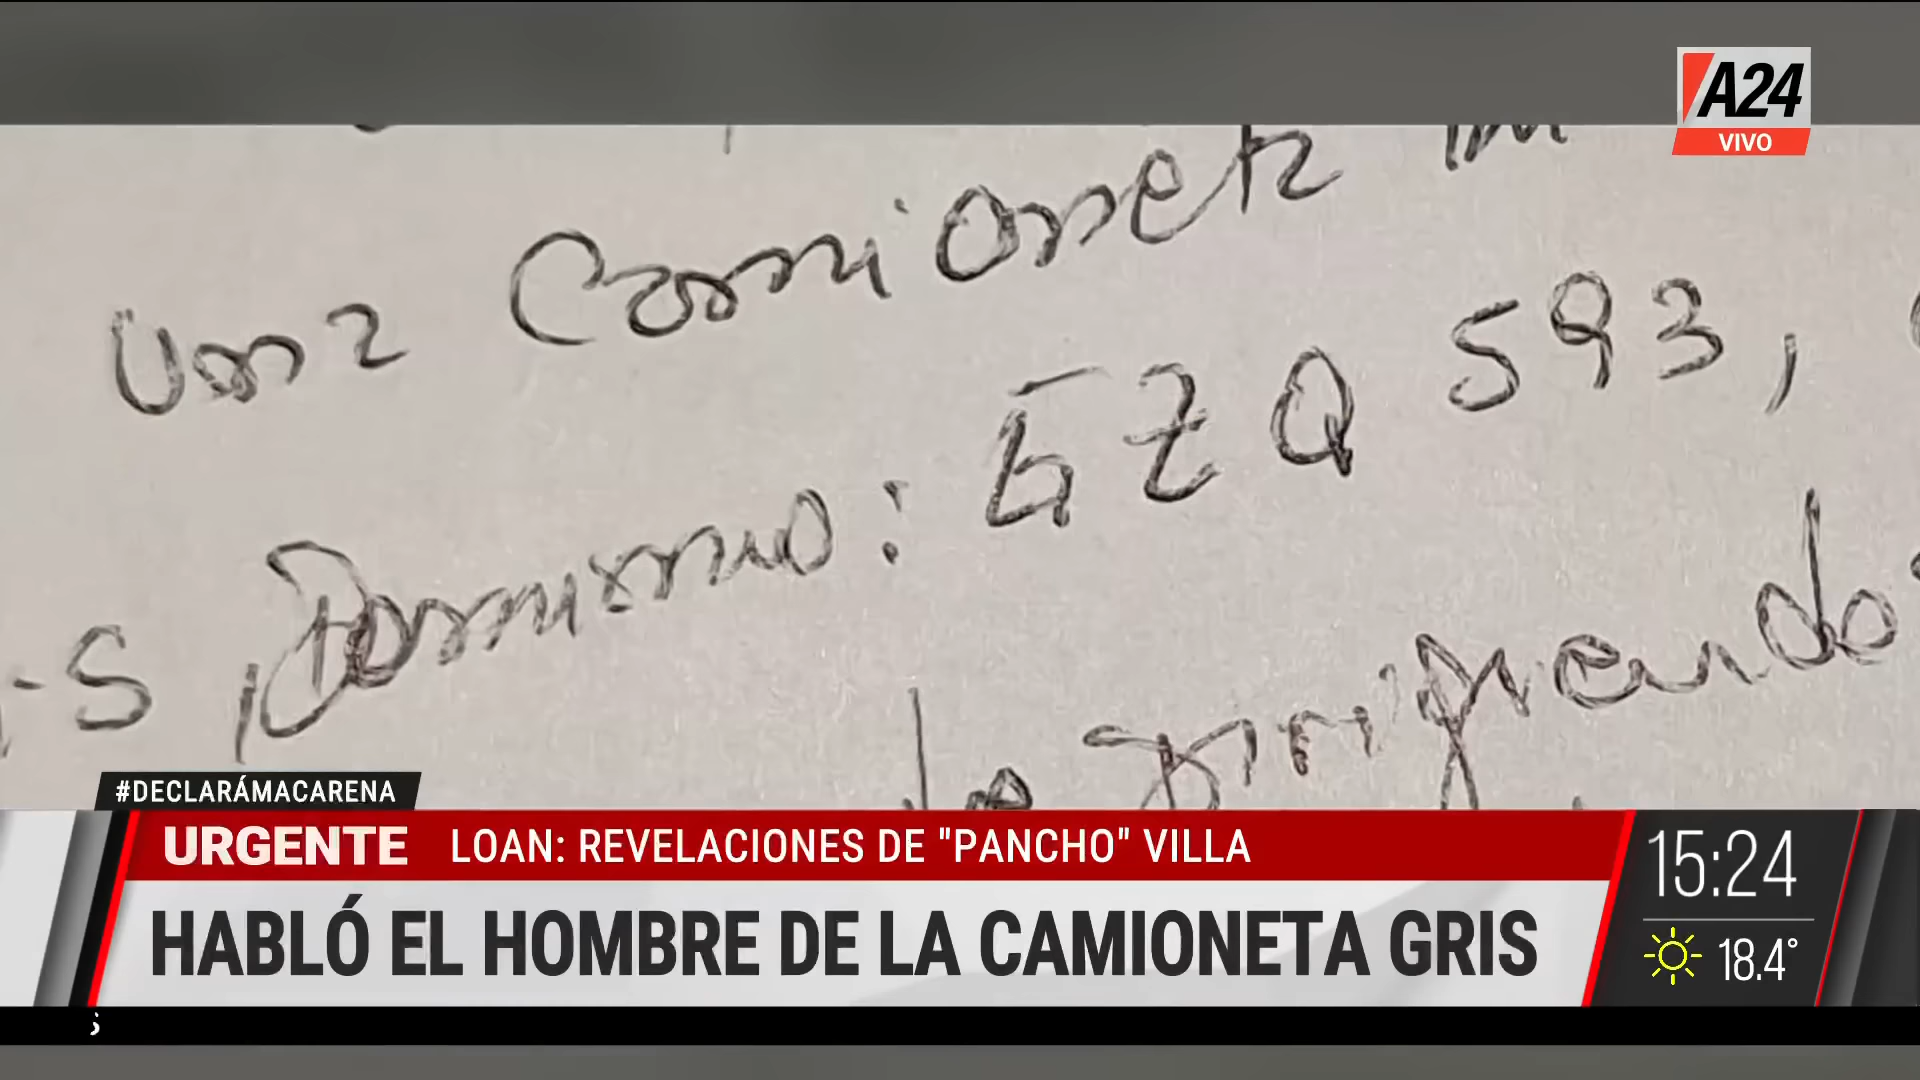 A24
VIVO
una camioneta
-S, Dominio: EZQ 593,
#DECLARÁMACARENA
URGENTE LOAN: REVELACIONES DE "PANCHO" VILLA
HABLÓ EL HOMBRE DE LA CAMIONETA GRIS
15:24
18.4°